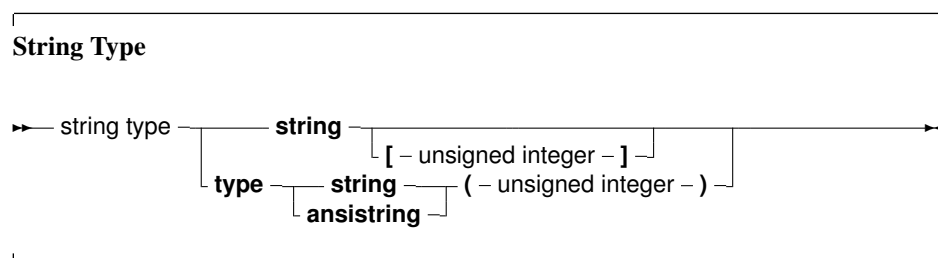 String Type
string type string
[ – unsigned integer – ]
type string ( – unsigned integer – )
ansistring